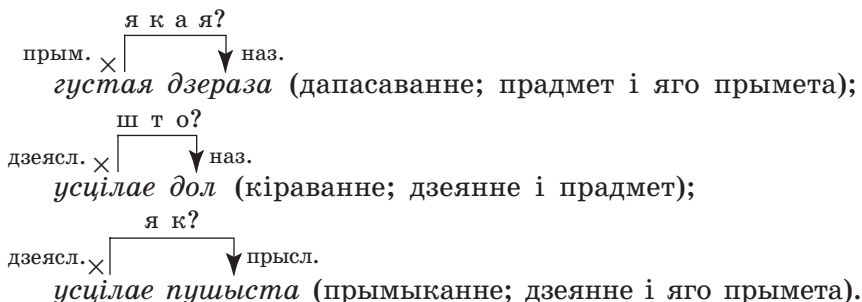 я к а я?
прым. × наз.
густая дзераза (дапасаванне; прадмет і яго прымета);
ш т о?
дзеясл. × наз.
усцілае дол (кіраванне; дзеянне і прадмет);
я к?
дзеясл. × прысл.
усцілае пушыста (прымыканне; дзеянне і яго прымета).